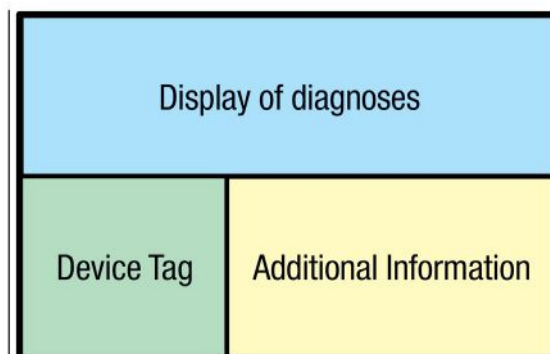 Display of diagnoses
Device Tag
Additional Information